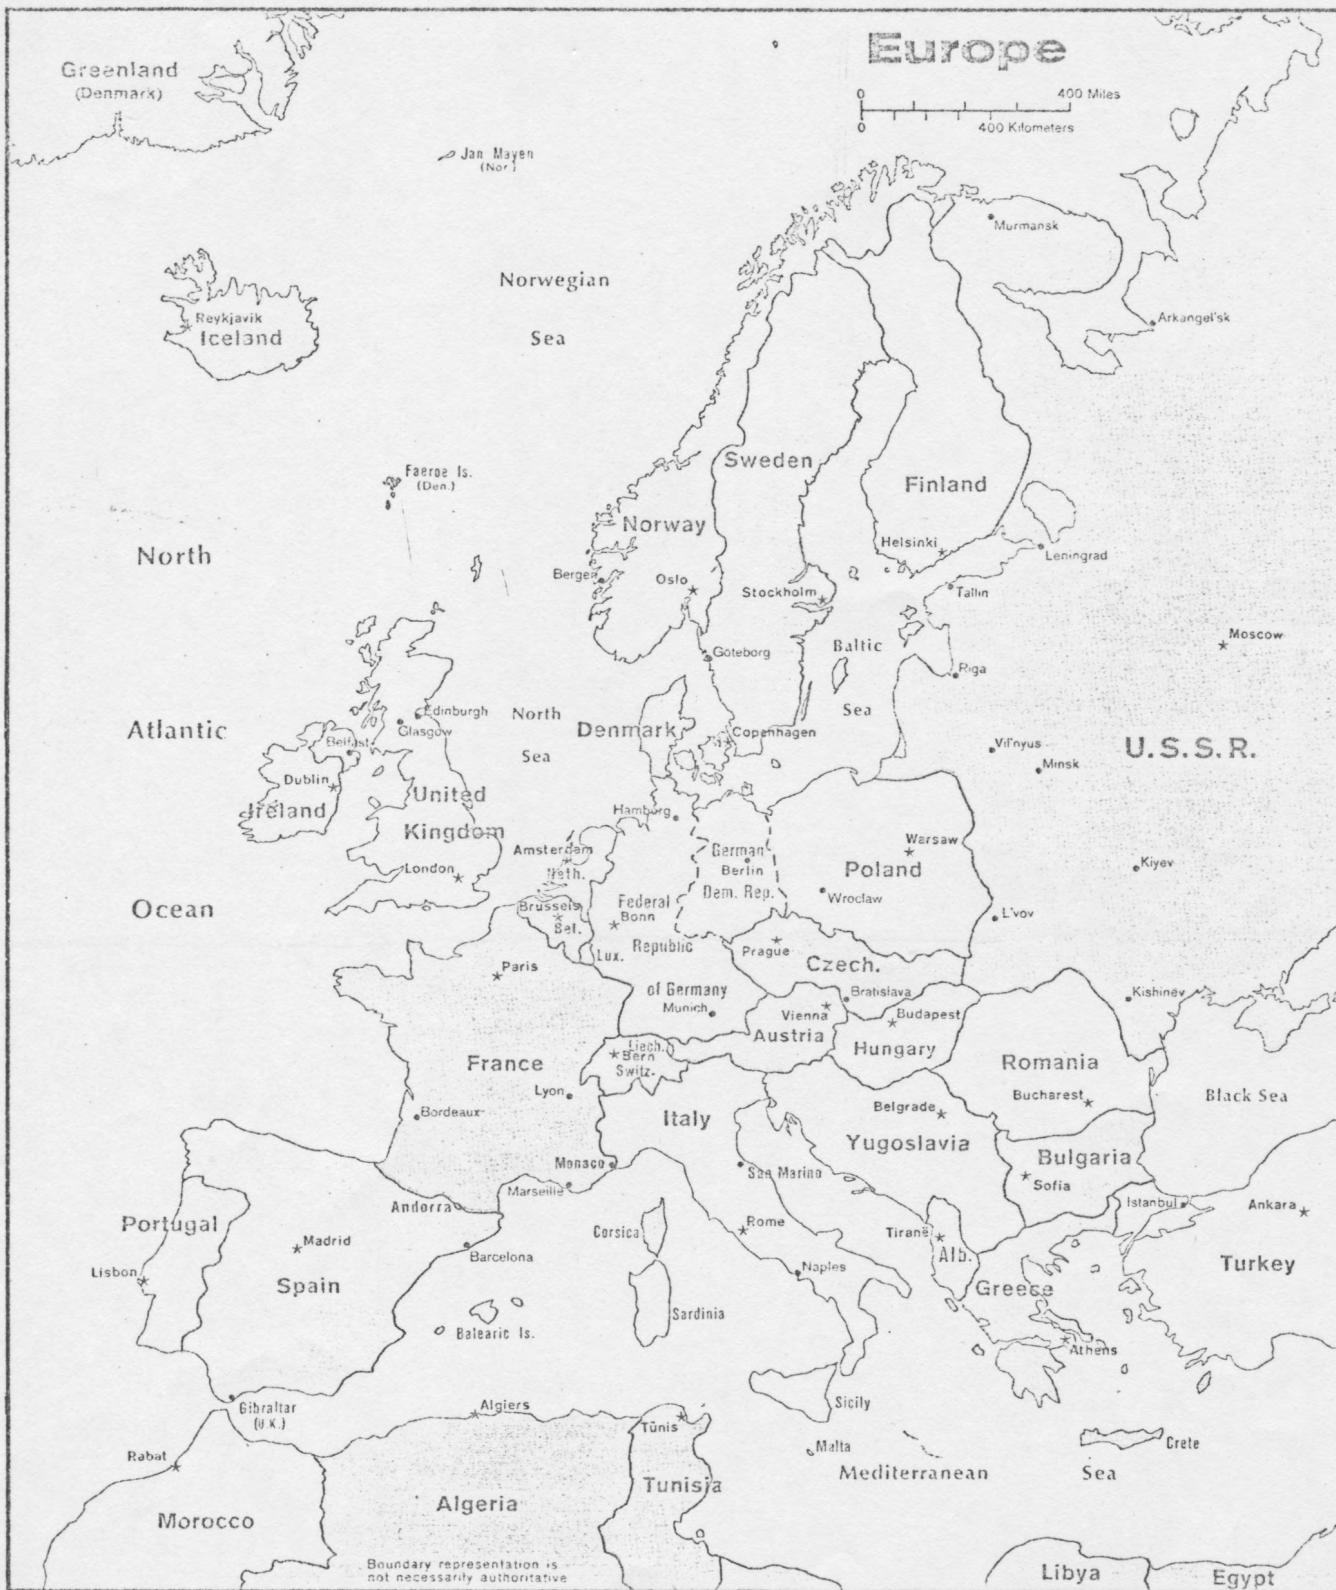 Europe
0 400 Miles
0 400 Kilometers
Greenland
(Denmark)
Jan Mayen
(Nor.)
Murmansk
Norwegian
Sea
Arkangel'sk
Reykjavik
Iceland
Sweden
Faeroe Is.
(Den.)
Finland
Norway
North
Helsinki
Leningrad
Bergen
Oslo
Stockholm
Tallin
Moscow
Baltic
Göteborg
Riga
Sea
Edinburgh
North
Glasgow
Atlantic
Denmark
Copenhagen
Belfast
Sea
Vil'nyus
U.S.S.R.
Minsk
Dublin
United
Ireland
Hamburg
Kingdom
Amsterdam
German
Warsaw
London
Neth.
Berlin
Poland
Kiyev
Dem. Rep.
Wrocław
Federal
Brussels
Bonn
Ocean
Bel.
L'vov
Republic
Prague
Lux.
Czech.
Paris
of Germany
Bratislava
Kishinev
Munich
Vienna
Budapest
Austria
Liech.
Hungary
Bern
France
Switz.
Romania
Lyon
Bucharest
Black Sea
Bordeaux
Italy
Belgrade
Yugoslavia
Bulgaria
Monaco
San Marino
Marseille
Sofia
Andorra
Istanbul
Ankara
Portugal
Corsica
Rome
Madrid
Tiranë
Barcelona
Alb.
Lisbon
Naples
Turkey
Spain
Greece
Sardinia
Balearic Is.
Athens
Gibraltar
(U.K.)
Algiers
Sicily
Tunis
Malta
Crete
Rabat
Mediterranean Sea
Tunisia
Algeria
Morocco
Boundary representation is
not necessarily authoritative
Libya
Egypt